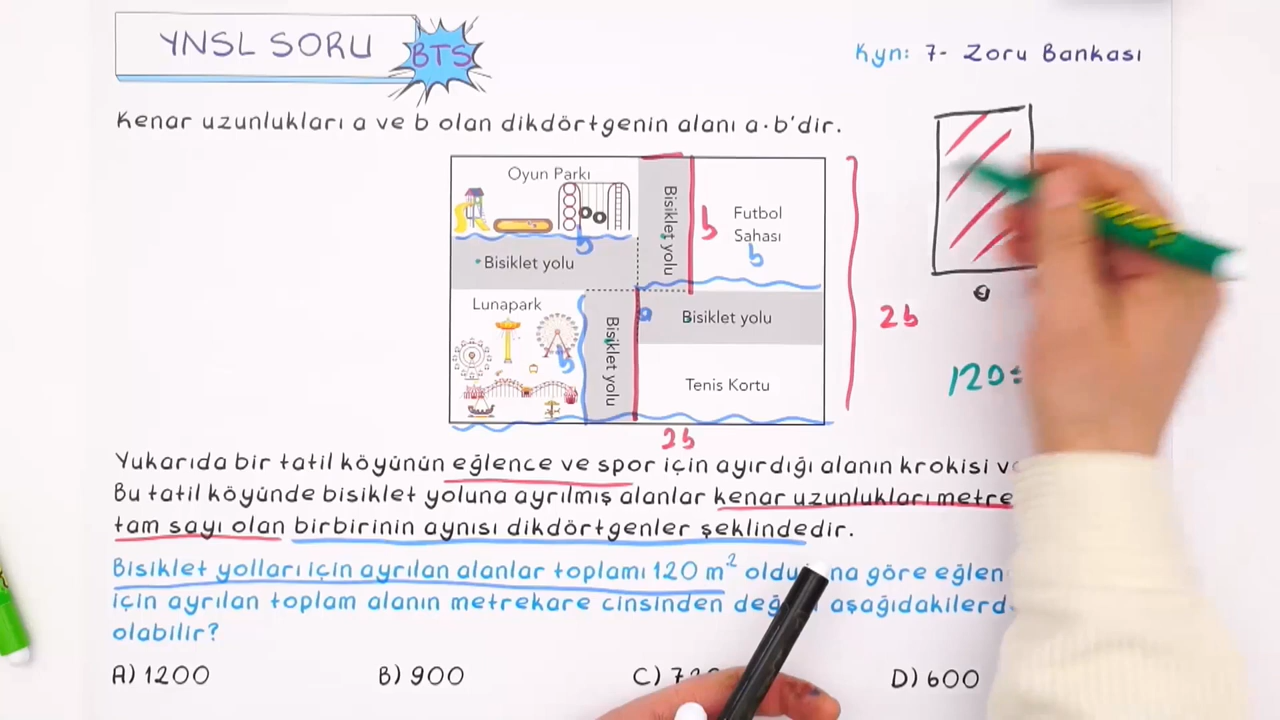 YNSL SORU
BTS
Kyn: 7- Zoru Bankası
Kenar uzunlukları a ve b olan dikdörtgenin alanı a·b'dir.
Oyun Parkı
Bisiklet yolu
Futbol
Sahası
b
b
b
Bisiklet yolu
Lunapark
Bisiklet yolu
a
Bisiklet yolu
b
Tenis Kortu
2b
2b
a
120=
Yukarıda bir tatil köyünün eğlence ve spor için ayırdığı alanın krokisi
Bu tatil köyünde bisiklet yoluna ayrılmış alanlar kenar uzunlukları metre
tam sayı olan birbirinin aynısı dikdörtgenler şeklindedir.
Bisiklet yolları için ayrılan alanlar toplamı 120 m² göre
için ayrılan toplam alanın metrekare cinsinden
olabilir?
A) 1200
B) 900
C)
D) 600